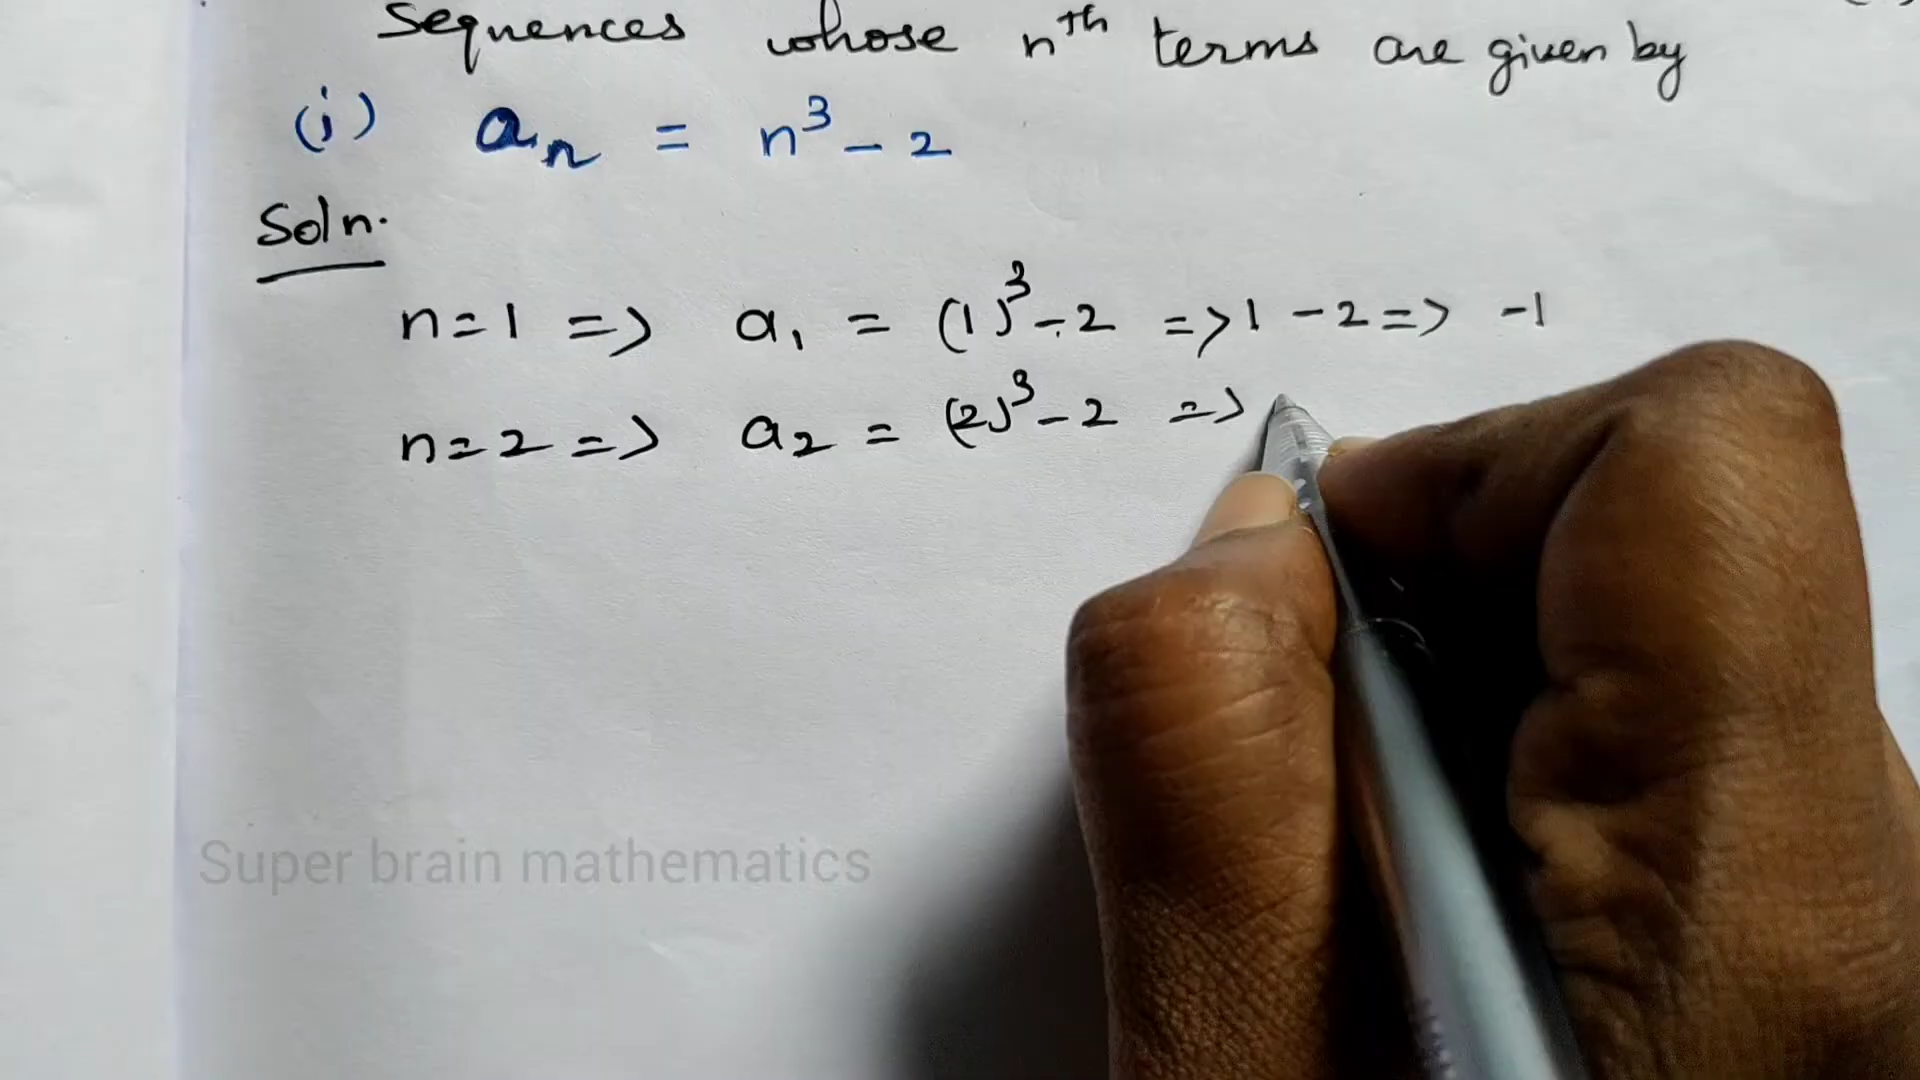 Sequences whose nth terms are given by
(i) an = n³ - 2
Soln.
n=1 => a₁ = (1)³ - 2 => 1 - 2 => -1
n=2 => a₂ = (2)³ - 2 =>
Super brain mathematics